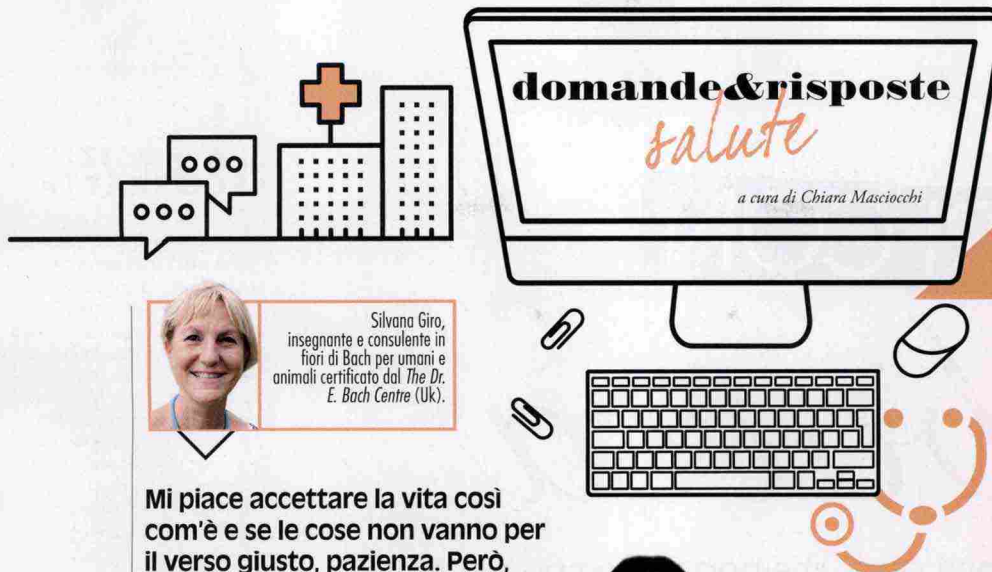 domande&risposte
salute
a cura di Chiara Masciocchi
Silvana Giro,
insegnante e consulente in
fiori di Bach per umani e
animali certificato dal The Dr.
E. Bach Centre (Uk).
Mi piace accettare la vita così
com'è e se le cose non vanno per
il verso giusto, pazienza. Però,